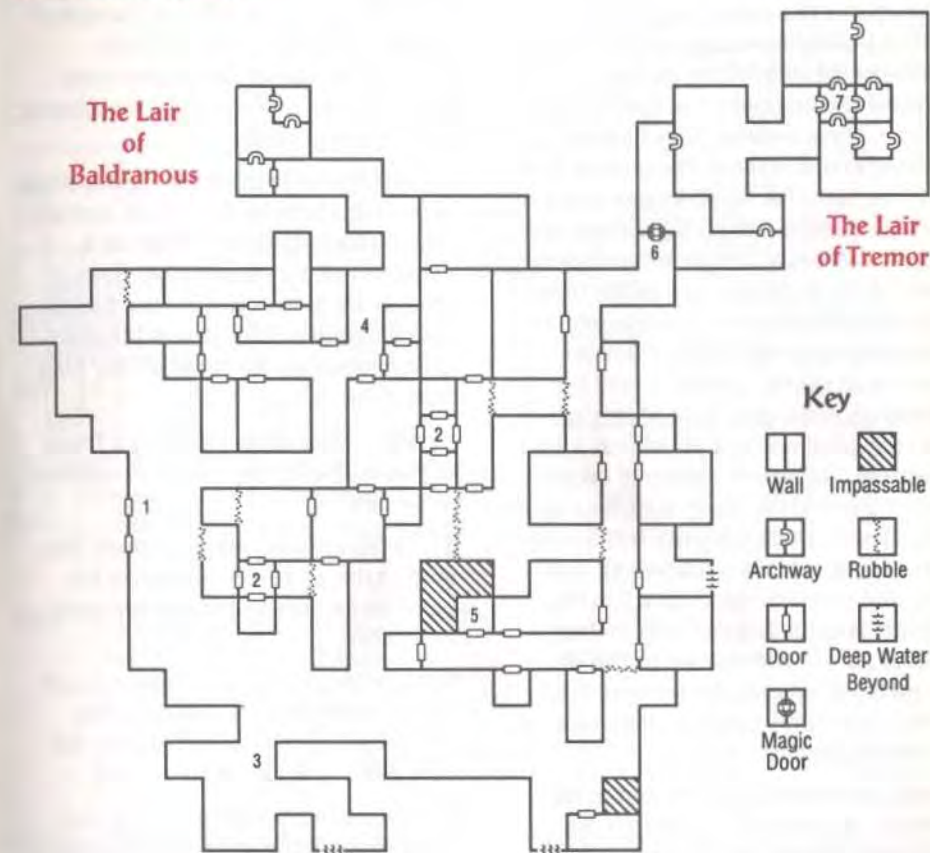 The Lair
of
Baldranous
7
6
The Lair
of Tremor
4
2
1
2
5
3
Key
Wall
Impassable
Archway
Rubble
Door
Deep Water
Beyond
Magic
Door